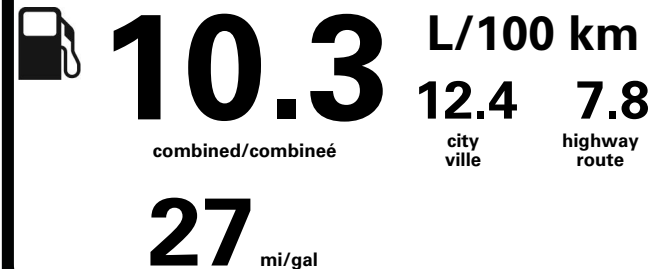 10.3 L/100 km
12.4 7.8
combined/combineé
city highway
ville route
27 mi/gal